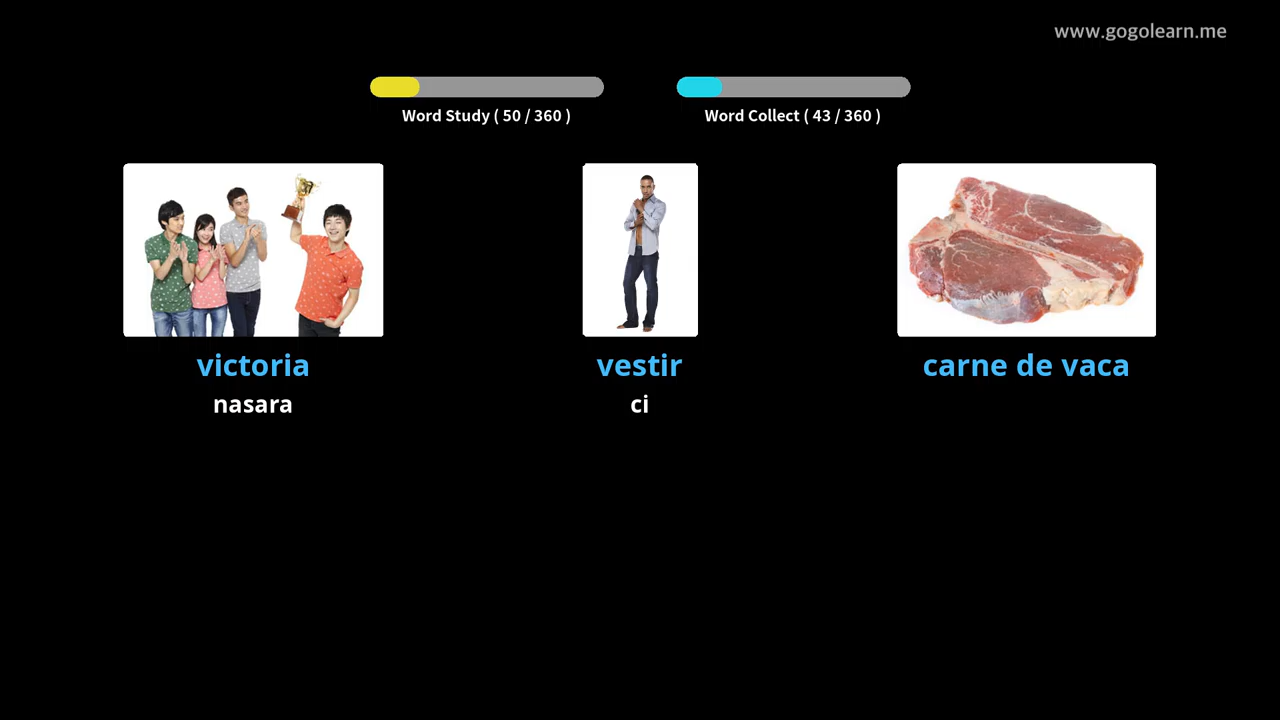 www.gogolearn.me
Word Study ( 50 / 360 )
Word Collect ( 43 / 360 )
victoria
nasara
vestir
ci
carne de vaca